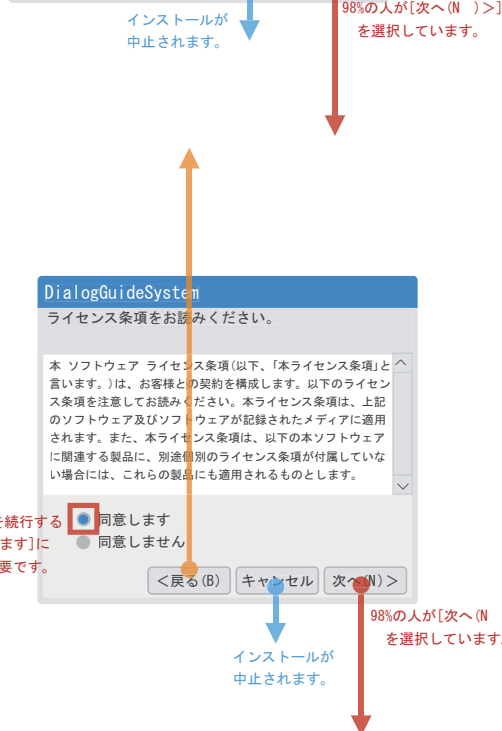 インストールが
中止されます。
98%の人が[次へ(N )>]
を選択しています。
DialogGuideSystem
ライセンス条項をお読みください。
本 ソフトウェア ライセンス条項(以下、「本ライセンス条項」と
言います。)は、お客様との契約を構成します。以下のライセン
ス条項を注意してお読みください。本ライセンス条項は、上記
のソフトウェア及びソフトウェアが記録されたメディアに適用
されます。また、本ライセンス条項は、以下の本ソフトウェア
に関連する製品に、別途個別のライセンス条項が付属していな
い場合には、これらの製品にも適用されるものとします。
を続行する
ます]に
要です。
同意します
同意しません
<戻る(B)
キャンセル
次へ(N)>
98%の人が[次へ(N
を選択しています。
インストールが
中止されます。